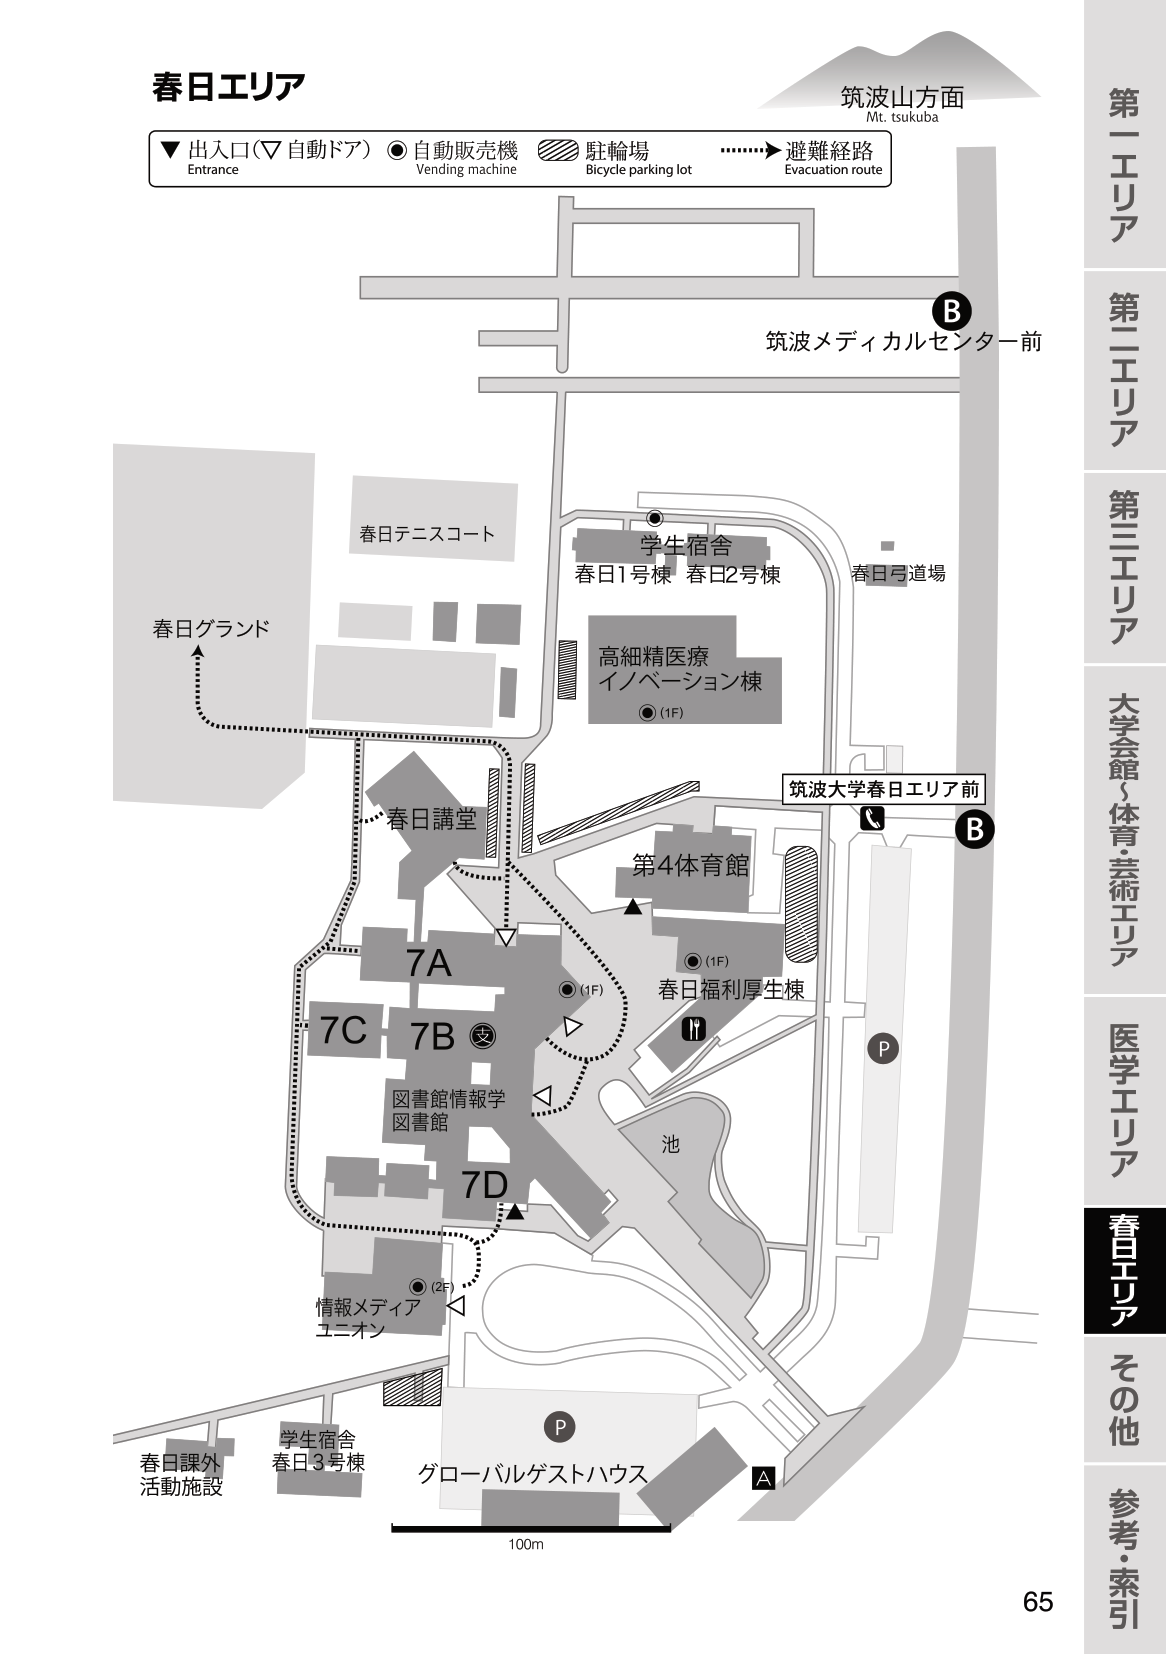 春日エリア
筑波山方面
Mt. tsukuba
▼ 出入口(▽ 自動ドア)
Entrance
自動販売機
Vending machine
駐輪場
Bicycle parking lot
避難経路
Evacuation route
B
筑波メディカルセンター前
春日テニスコート
学生宿舎
春日1号棟 春日2号棟
春日弓道場
春日グランド
高細精医療
イノベーション棟
(1F)
筑波大学春日エリア前
B
春日講堂
第4体育館
7A
(1F)
(1F)
春日福利厚生棟
7C
7B
支
P
図書館情報学
図書館
池
7D
(2F)
情報メディア
ユニオン
P
学生宿舎
春日3号棟
春日課外
活動施設
グローバルゲストハウス
A
100m
65
第一エリア
第二エリア
第三エリア
大学会館~体育・芸術エリア
医学エリア
春日エリア
その他
参考・索引